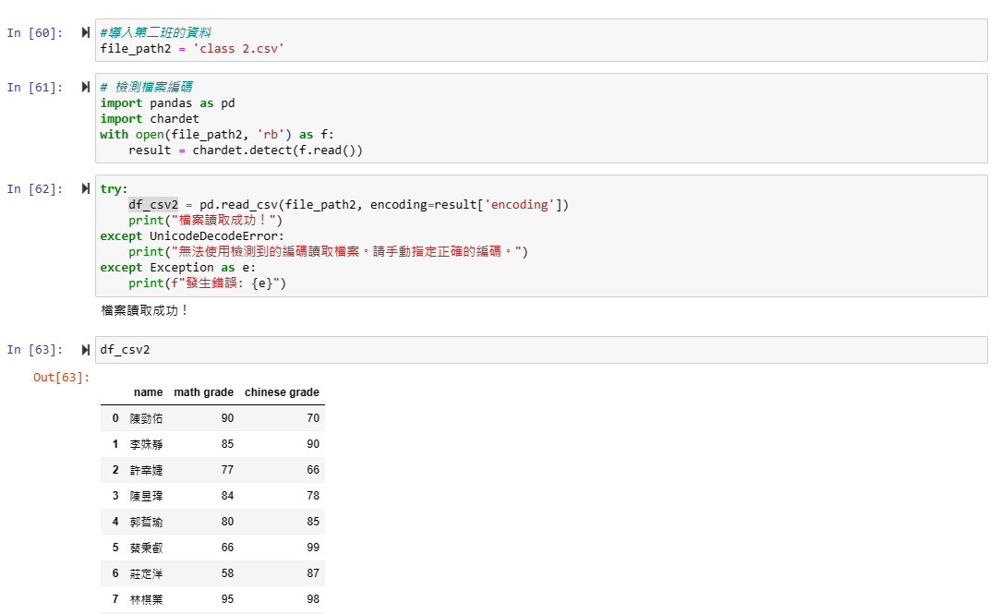 In [60]: #導入第二班的資料
file_path2 = 'class 2.csv'
In [61]: # 檢測檔案編碼
import pandas as pd
import chardet
with open(file_path2, 'rb') as f:
    result = chardet.detect(f.read())
In [62]: try:
    df_csv2 = pd.read_csv(file_path2, encoding=result['encoding'])
    print("檔案讀取成功！")
except UnicodeDecodeError:
    print("無法使用檢測到的編碼讀取檔案。請手動指定正確的編碼。")
except Exception as e:
    print(f"發生錯誤: {e}")
檔案讀取成功！
In [63]: df_csv2
Out[63]:
name math grade chinese grade
0 陳勁佑 90 70
1 李姝靜 85 90
2 許幸婕 77 66
3 陳昱瑋 84 78
4 郭哲瑜 80 85
5 蔡秉叡 66 99
6 莊定洋 58 87
7 林棋業 95 98